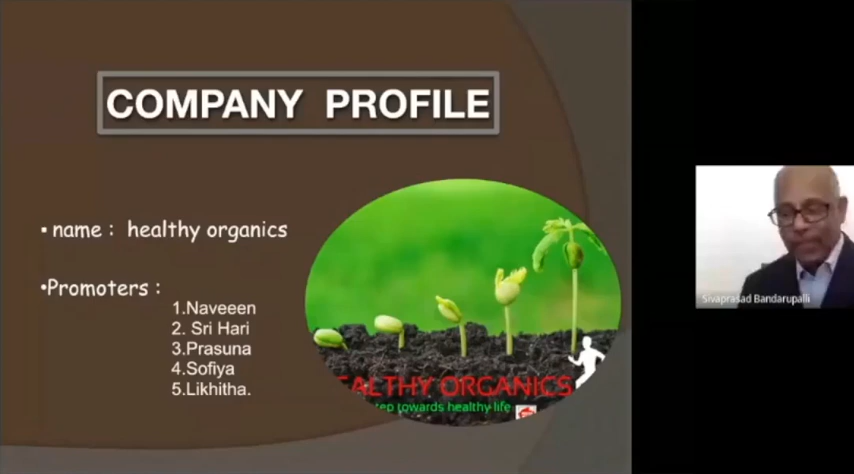 COMPANY PROFILE
▪ name : healthy organics
•Promoters :
1.Naveeen
2. Sri Hari
3.Prasuna
4.Sofiya
5.Likhitha.
EALTHY ORGANICS
tep towards healthy life
Sivaprasad Bandarupalli